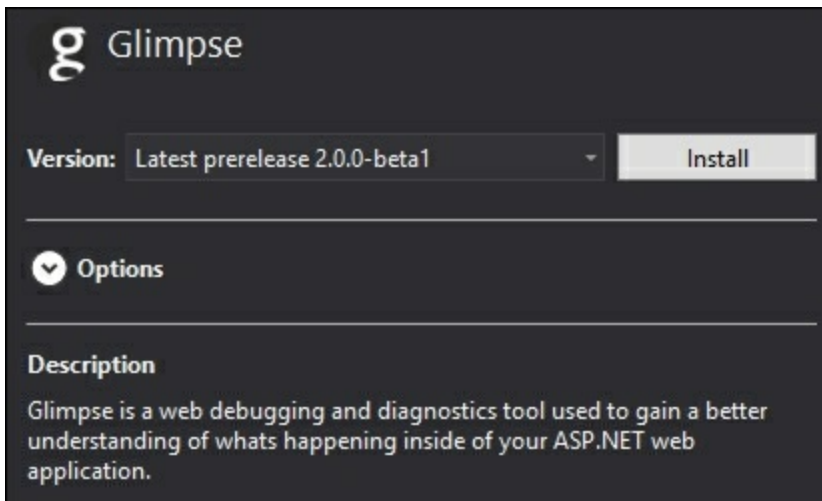 g Glimpse
Version: Latest prerelease 2.0.0-beta1 Install
Options
Description
Glimpse is a web debugging and diagnostics tool used to gain a better
understanding of whats happening inside of your ASP.NET web
application.